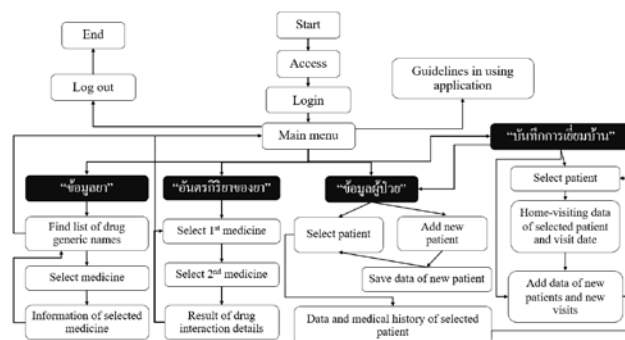 Start
End
Access
Guidelines in using
application
Log out
Login
Main menu
"บันทึกการเยี่ยมบ้าน"
"ข้อมูลยา"
"อันตรกิริยาของยา"
"ข้อมูลผู้ป่วย"
Select patient
Find list of drug
generic names
Select 1st medicine
Select patient
Add new
patient
Home-visiting data
of selected patient
and visit date
Select medicine
Select 2nd medicine
Save data of new patient
Add data of new
patients and new
visits
Information of selected
medicine
Result of drug
interaction details
Data and medical history of selected
patient